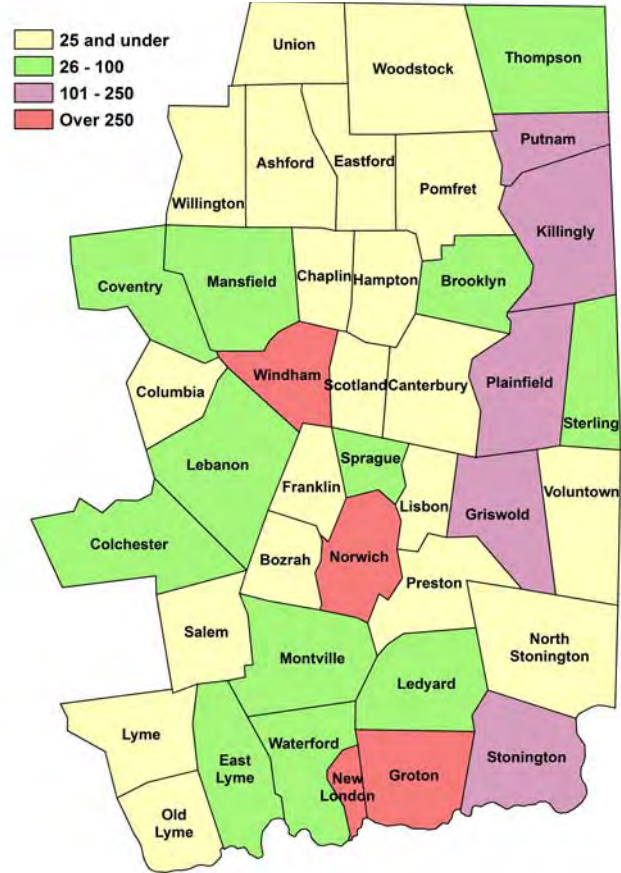 25 and under
26 - 100
101 - 250
Over 250
Union
Woodstock
Thompson
Putnam
Ashford
Eastford
Pomfret
Willington
Killingly
Coventry
Mansfield
Chaplin
Hampton
Brooklyn
Windham
Columbia
Scotland
Canterbury
Plainfield
Sterling
Lebanon
Sprague
Franklin
Lisbon
Voluntown
Griswold
Colchester
Bozrah
Norwich
Preston
Salem
North
Stonington
Montville
Ledyard
Lyme
Waterford
East
Lyme
Stonington
New
London
Groton
Old
Lyme